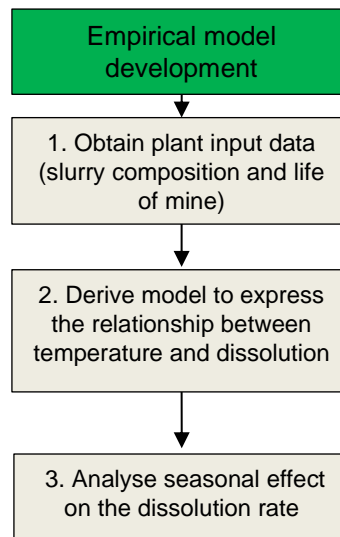 Empirical model
development
1. Obtain plant input data
(slurry composition and life
of mine)
2. Derive model to express
the relationship between
temperature and dissolution
3. Analyse seasonal effect
on the dissolution rate